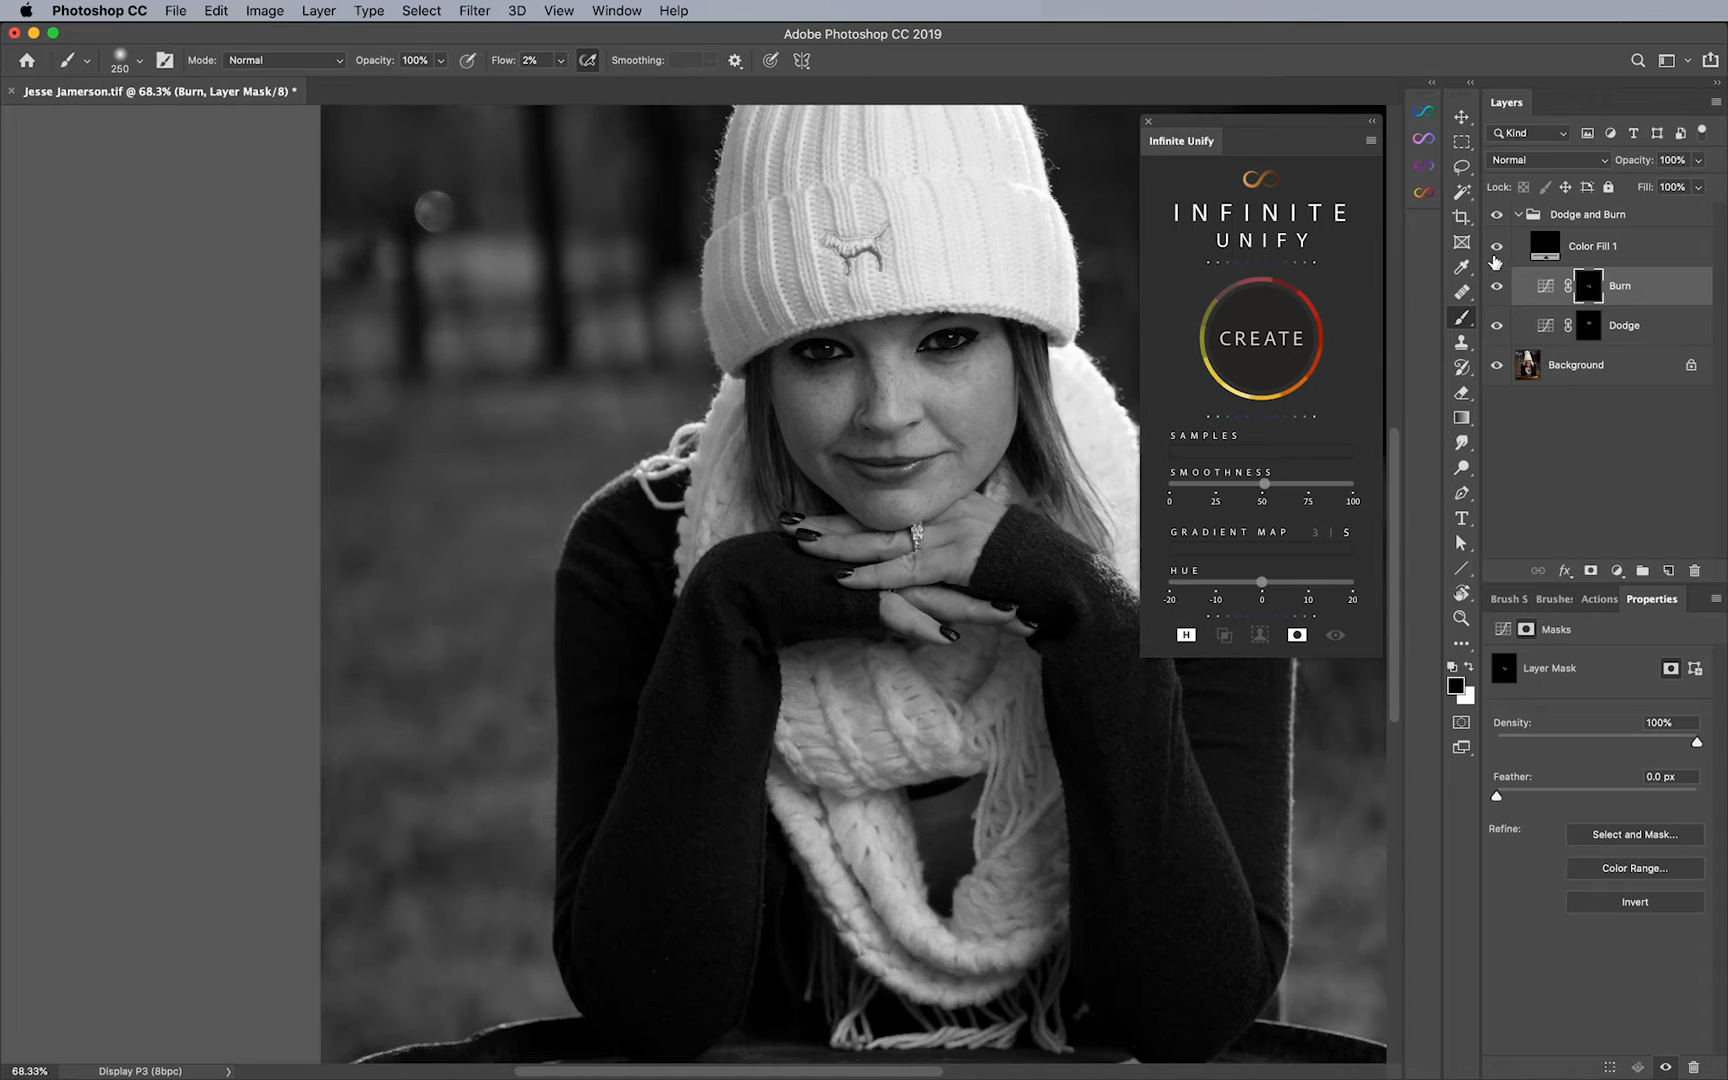 Photoshop CC File Edit Image Layer Type Select Filter 3D View Window Help
Adobe Photoshop CC 2019
250 Mode: Normal Opacity: 100% Flow: 2% Smoothing:
Jesse Jamerson.tif @ 68.3% (Burn, Layer Mask/8) *
Infinite Unify
INFINITE
UNIFY
CREATE
SAMPLES
SMOOTHNESS
0 25 50 75 100
GRADIENT MAP 3 | 5
HUE
-20 -10 0 10 20
H
Layers
Kind
Normal Opacity: 100%
Lock: Fill: 100%
Dodge and Burn
Color Fill 1
Burn
Dodge
Background
Brush S Brushes Actions Properties
Masks
Layer Mask
Density: 100%
Feather: 0.0 px
Refine: Select and Mask...
Color Range...
Invert
68.33% Display P3 (8bpc)